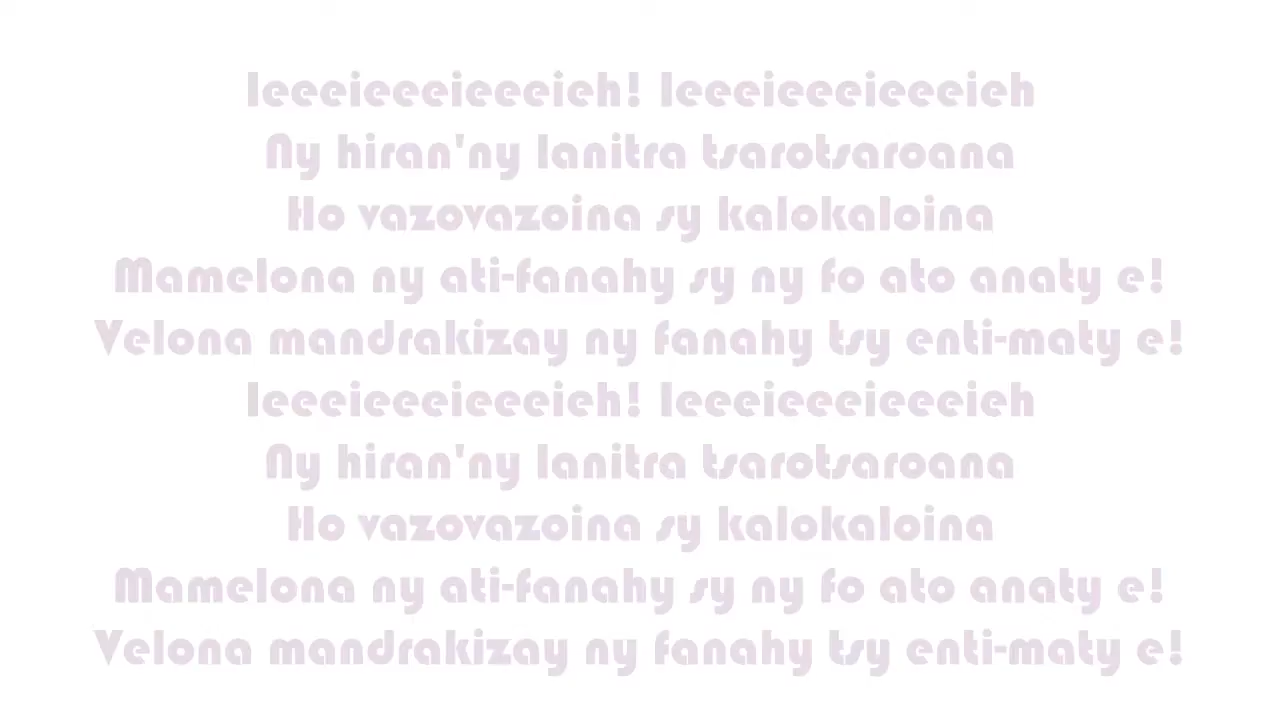 Ieeeieeeieeeieh! Ieeeieeeieeeieh
Ny hiran'ny lanitra tsarotsaroana
Ho vazovazoina sy kalokaloina
Mamelona ny ati-fanahy sy ny fo ato anaty e!
Velona mandrakizay ny fanahy tsy enti-maty e!
Ieeeieeeieeeieh! Ieeeieeeieeeieh
Ny hiran'ny lanitra tsarotsaroana
Ho vazovazoina sy kalokaloina
Mamelona ny ati-fanahy sy ny fo ato anaty e!
Velona mandrakizay ny fanahy tsy enti-maty e!